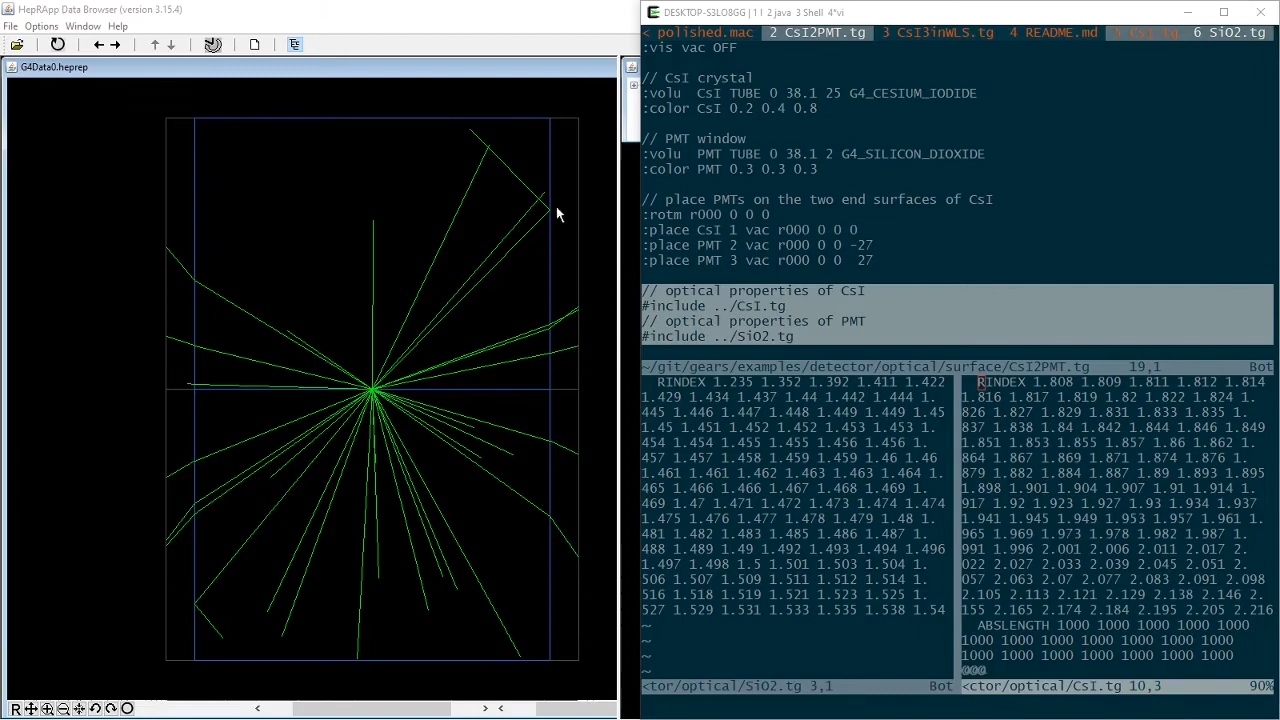 HepRApp Data Browser (version 3.15.4)
File Options Window Help
G4Data0.heprep
R
DESKTOP-S3LO8GG | 1 I 2 java 3 Shell 4*vi
< polished.mac 2 CsI2PMT.tg 3 CsI3inWLS.tg 4 README.md 5 CsI.tg 6 SiO2.tg
:vis vac OFF
// CsI crystal
:volu CsI TUBE 0 38.1 25 G4_CESIUM_IODIDE
:color CsI 0.2 0.4 0.8
// PMT window
:volu PMT TUBE 0 38.1 2 G4_SILICON_DIOXIDE
:color PMT 0.3 0.3 0.3
// place PMTs on the two end surfaces of CsI
:rotm r000 0 0 0
:place CsI 1 vac r000 0 0 0
:place PMT 2 vac r000 0 0 -27
:place PMT 3 vac r000 0 0 27
// optical properties of CsI
#include ../CsI.tg
// optical properties of PMT
#include ../SiO2.tg
~/git/gears/examples/detector/optical/surface/CsI2PMT.tg 19,1 Bot
RINDEX 1.235 1.352 1.392 1.411 1.422
1.429 1.434 1.437 1.44 1.442 1.444 1.
445 1.446 1.447 1.448 1.449 1.449 1.45
1.45 1.451 1.452 1.452 1.453 1.453 1.
454 1.454 1.455 1.455 1.456 1.456 1.
457 1.457 1.458 1.459 1.459 1.46 1.46
1.461 1.461 1.462 1.463 1.463 1.464 1.
465 1.466 1.466 1.467 1.468 1.469 1.
469 1.47 1.471 1.472 1.473 1.474 1.474
1.475 1.476 1.477 1.478 1.479 1.48 1.
481 1.482 1.483 1.485 1.486 1.487 1.
488 1.489 1.49 1.492 1.493 1.494 1.496
1.497 1.498 1.5 1.501 1.503 1.504 1.
506 1.507 1.509 1.511 1.512 1.514 1.
516 1.518 1.519 1.521 1.523 1.525 1.
527 1.529 1.531 1.533 1.535 1.538 1.54
~
~
~
~
<tor/optical/SiO2.tg 3,1 Bot
RINDEX 1.808 1.809 1.811 1.812 1.814
1.816 1.817 1.819 1.82 1.822 1.824 1.
826 1.827 1.829 1.831 1.833 1.835 1.
837 1.838 1.84 1.842 1.844 1.846 1.849
1.851 1.853 1.855 1.857 1.86 1.862 1.
864 1.867 1.869 1.871 1.874 1.876 1.
879 1.882 1.884 1.887 1.89 1.893 1.895
1.898 1.901 1.904 1.907 1.91 1.914 1.
917 1.92 1.923 1.927 1.93 1.934 1.937
1.941 1.945 1.949 1.953 1.957 1.961 1.
965 1.969 1.973 1.978 1.982 1.987 1.
991 1.996 2.001 2.006 2.011 2.017 2.
022 2.027 2.033 2.039 2.045 2.051 2.
057 2.063 2.07 2.077 2.083 2.091 2.098
2.105 2.113 2.121 2.129 2.138 2.146 2.
155 2.165 2.174 2.184 2.195 2.205 2.216
ABSLENGTH 1000 1000 1000 1000 1000
1000 1000 1000 1000 1000 1000 1000
1000 1000 1000 1000 1000 1000 1000
@@@
<ctor/optical/CsI.tg 10,3 90%